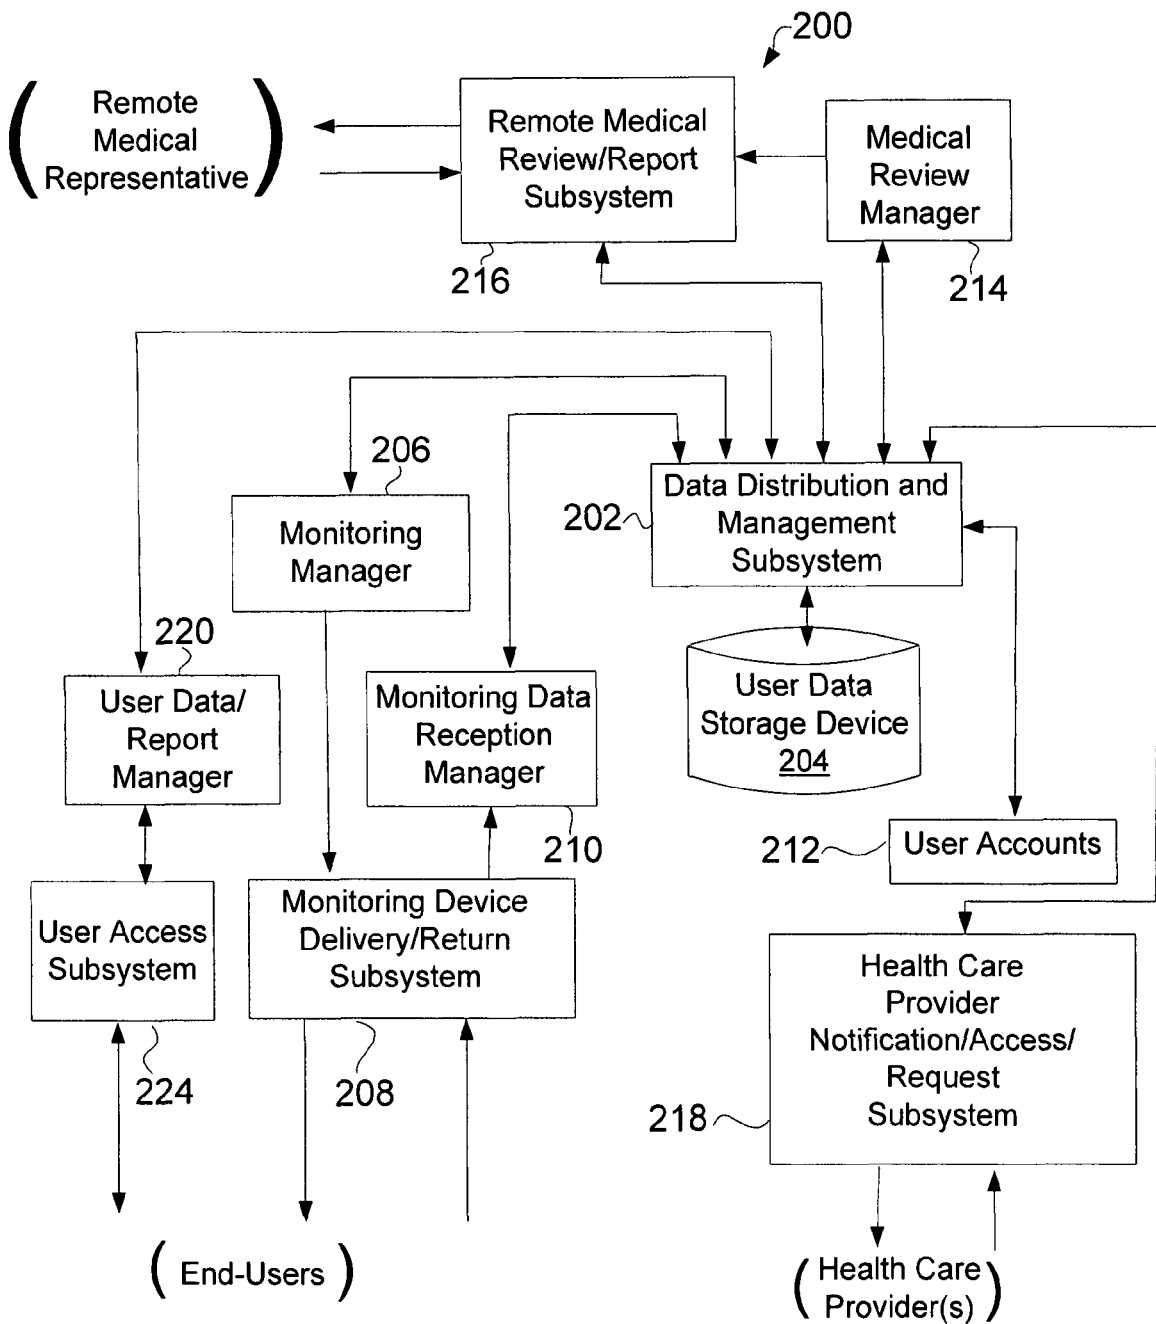 200
Remote
Medical
Representative
Remote Medical
Review/Report
Subsystem
Medical
Review
Manager
216
214
206
Monitoring
Manager
202
Data Distribution and
Management
Subsystem
220
User Data/
Report
Manager
Monitoring Data
Reception
Manager
User Data
Storage Device
204
210
212
User Accounts
User Access
Subsystem
Monitoring Device
Delivery/Return
Subsystem
Health Care
Provider
Notification/Access/
Request
Subsystem
224
208
218
(End-Users)
(Health Care
Provider(s))